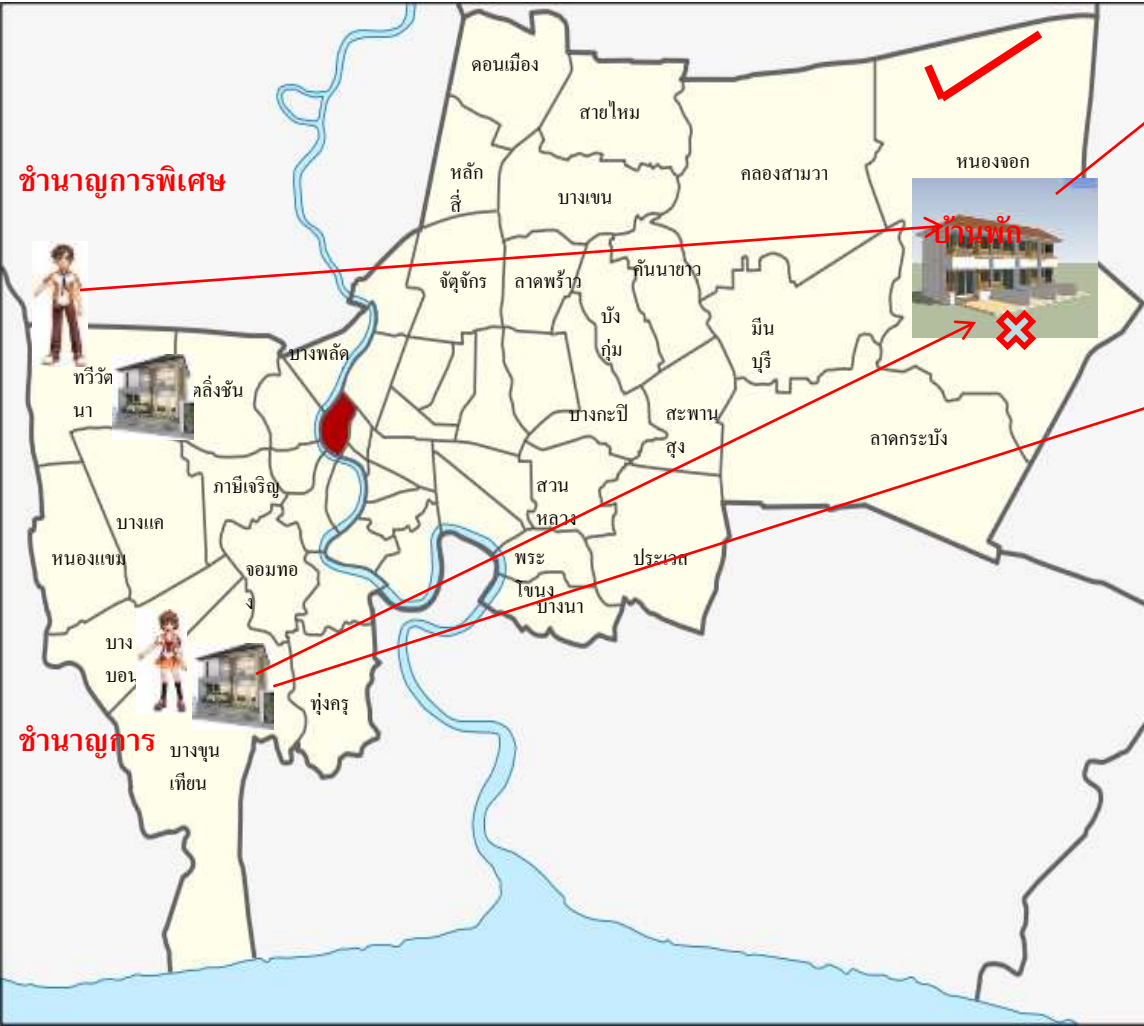 ดอนเมือง
สายไหม
หนองจอก
ชำนาญการพิเศษ
หลัก
สี่
คลองสามวา
บางเขน
บ้านพัก
จัตุจักร
ลาดพร้าว
คันนายาว
บัง
กุ่ม
มีน
บุรี
บางพลัด
ทวีวัต
นา
ตลิ่งชัน
บางกะปิ
สะพาน
สูง
ลาดกระบัง
ภาษีเจริญ
สวน
หลวง
บางแค
หนองแขม
จอมทอ
ง
พระ
โขนง
ประเวส
บางนา
บาง
บอน
ทุ่งครุ
ชำนาญการ
บางขุน
เทียน